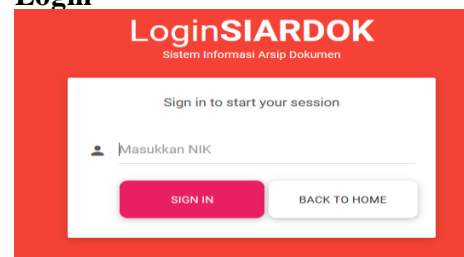 Login
LoginSIARDOK
Sistem Informasi Arsip Dokumen
Sign in to start your session
Masukkan NIK
SIGN IN
BACK TO HOME